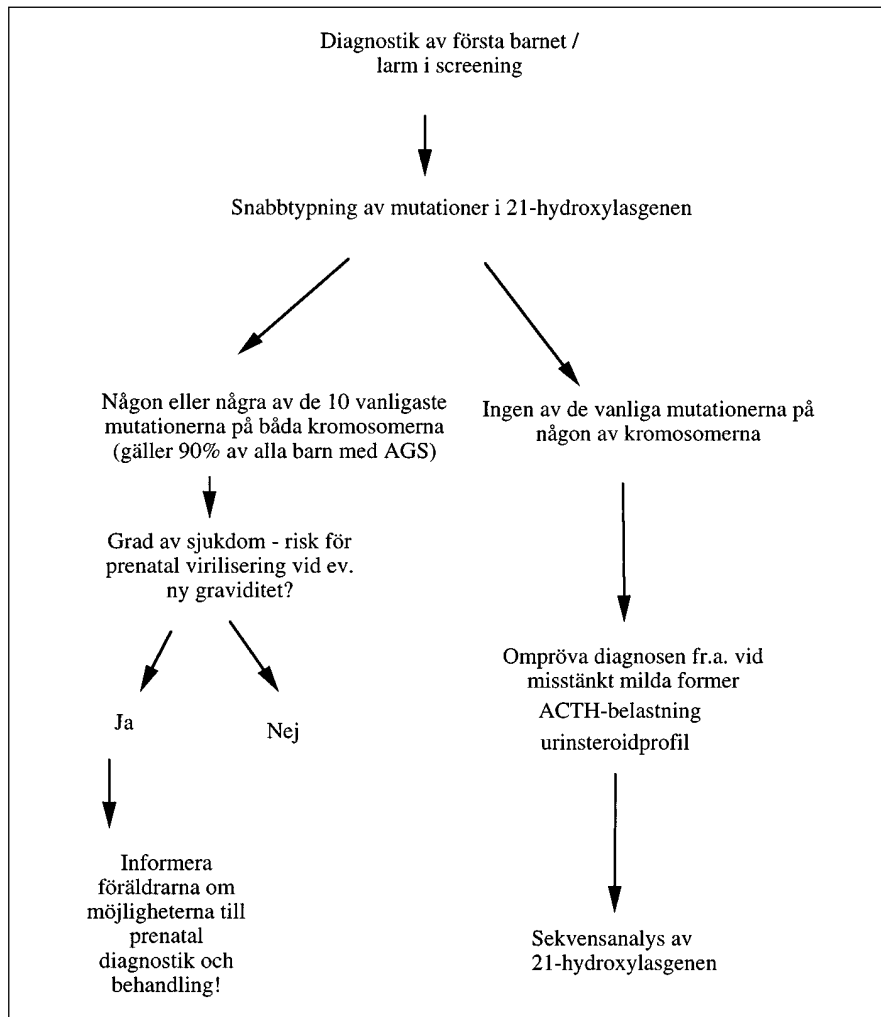 Diagnostik av första barnet /
larm i screening
Snabbtypning av mutationer i 21-hydroxylasgenen
Någon eller några av de 10 vanligaste
mutationerna på båda kromosomerna
(gäller 90% av alla barn med AGS)
Grad av sjukdom - risk för
prenatal virilisering vid ev.
ny graviditet?
Ja
Nej
Informera
föräldrarna om
möjligheterna till
prenatal
diagnostik och
behandling!
Ingen av de vanliga mutationerna på
någon av kromosomerna
Ompröva diagnosen fr.a. vid
misstänkt milda former
ACTH-belastning
urinsteroidprofil
Sekvensanalys av
21-hydroxylasgenen